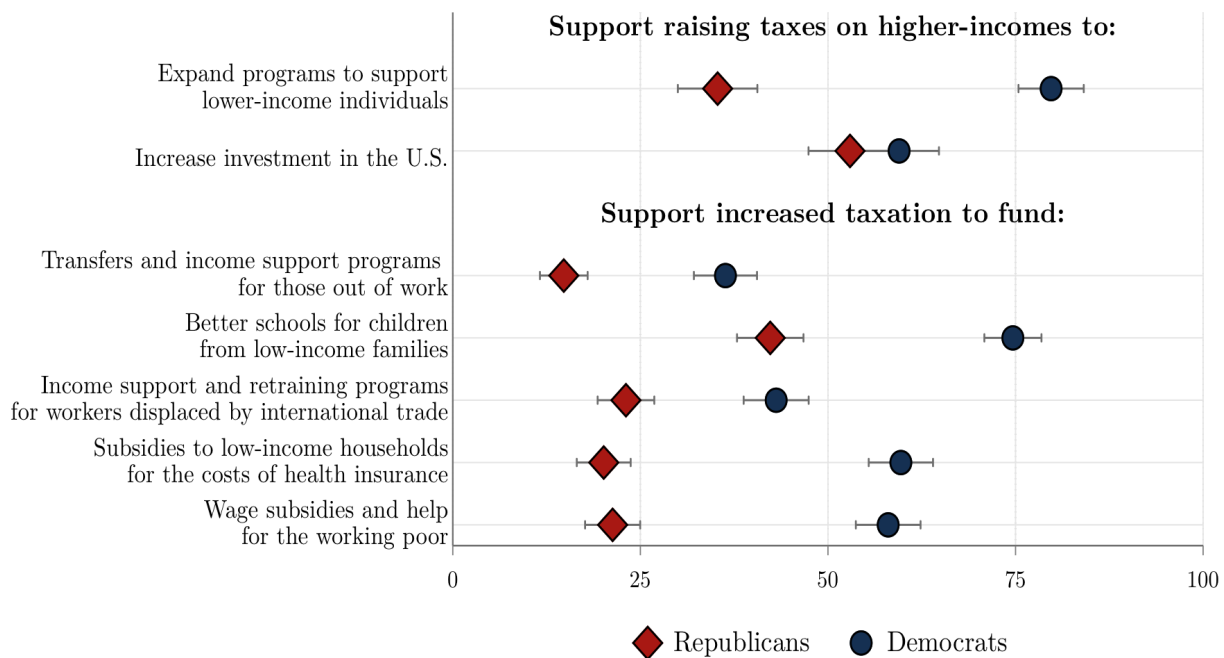 Support raising taxes on higher-incomes to:
Expand programs to support
lower-income individuals
Increase investment in the U.S.
Support increased taxation to fund:
Transfers and income support programs
for those out of work
Better schools for children
from low-income families
Income support and retraining programs
for workers displaced by international trade
Subsidies to low-income households
for the costs of health insurance
Wage subsidies and help
for the working poor
0 25 50 75 100
Republicans Democrats